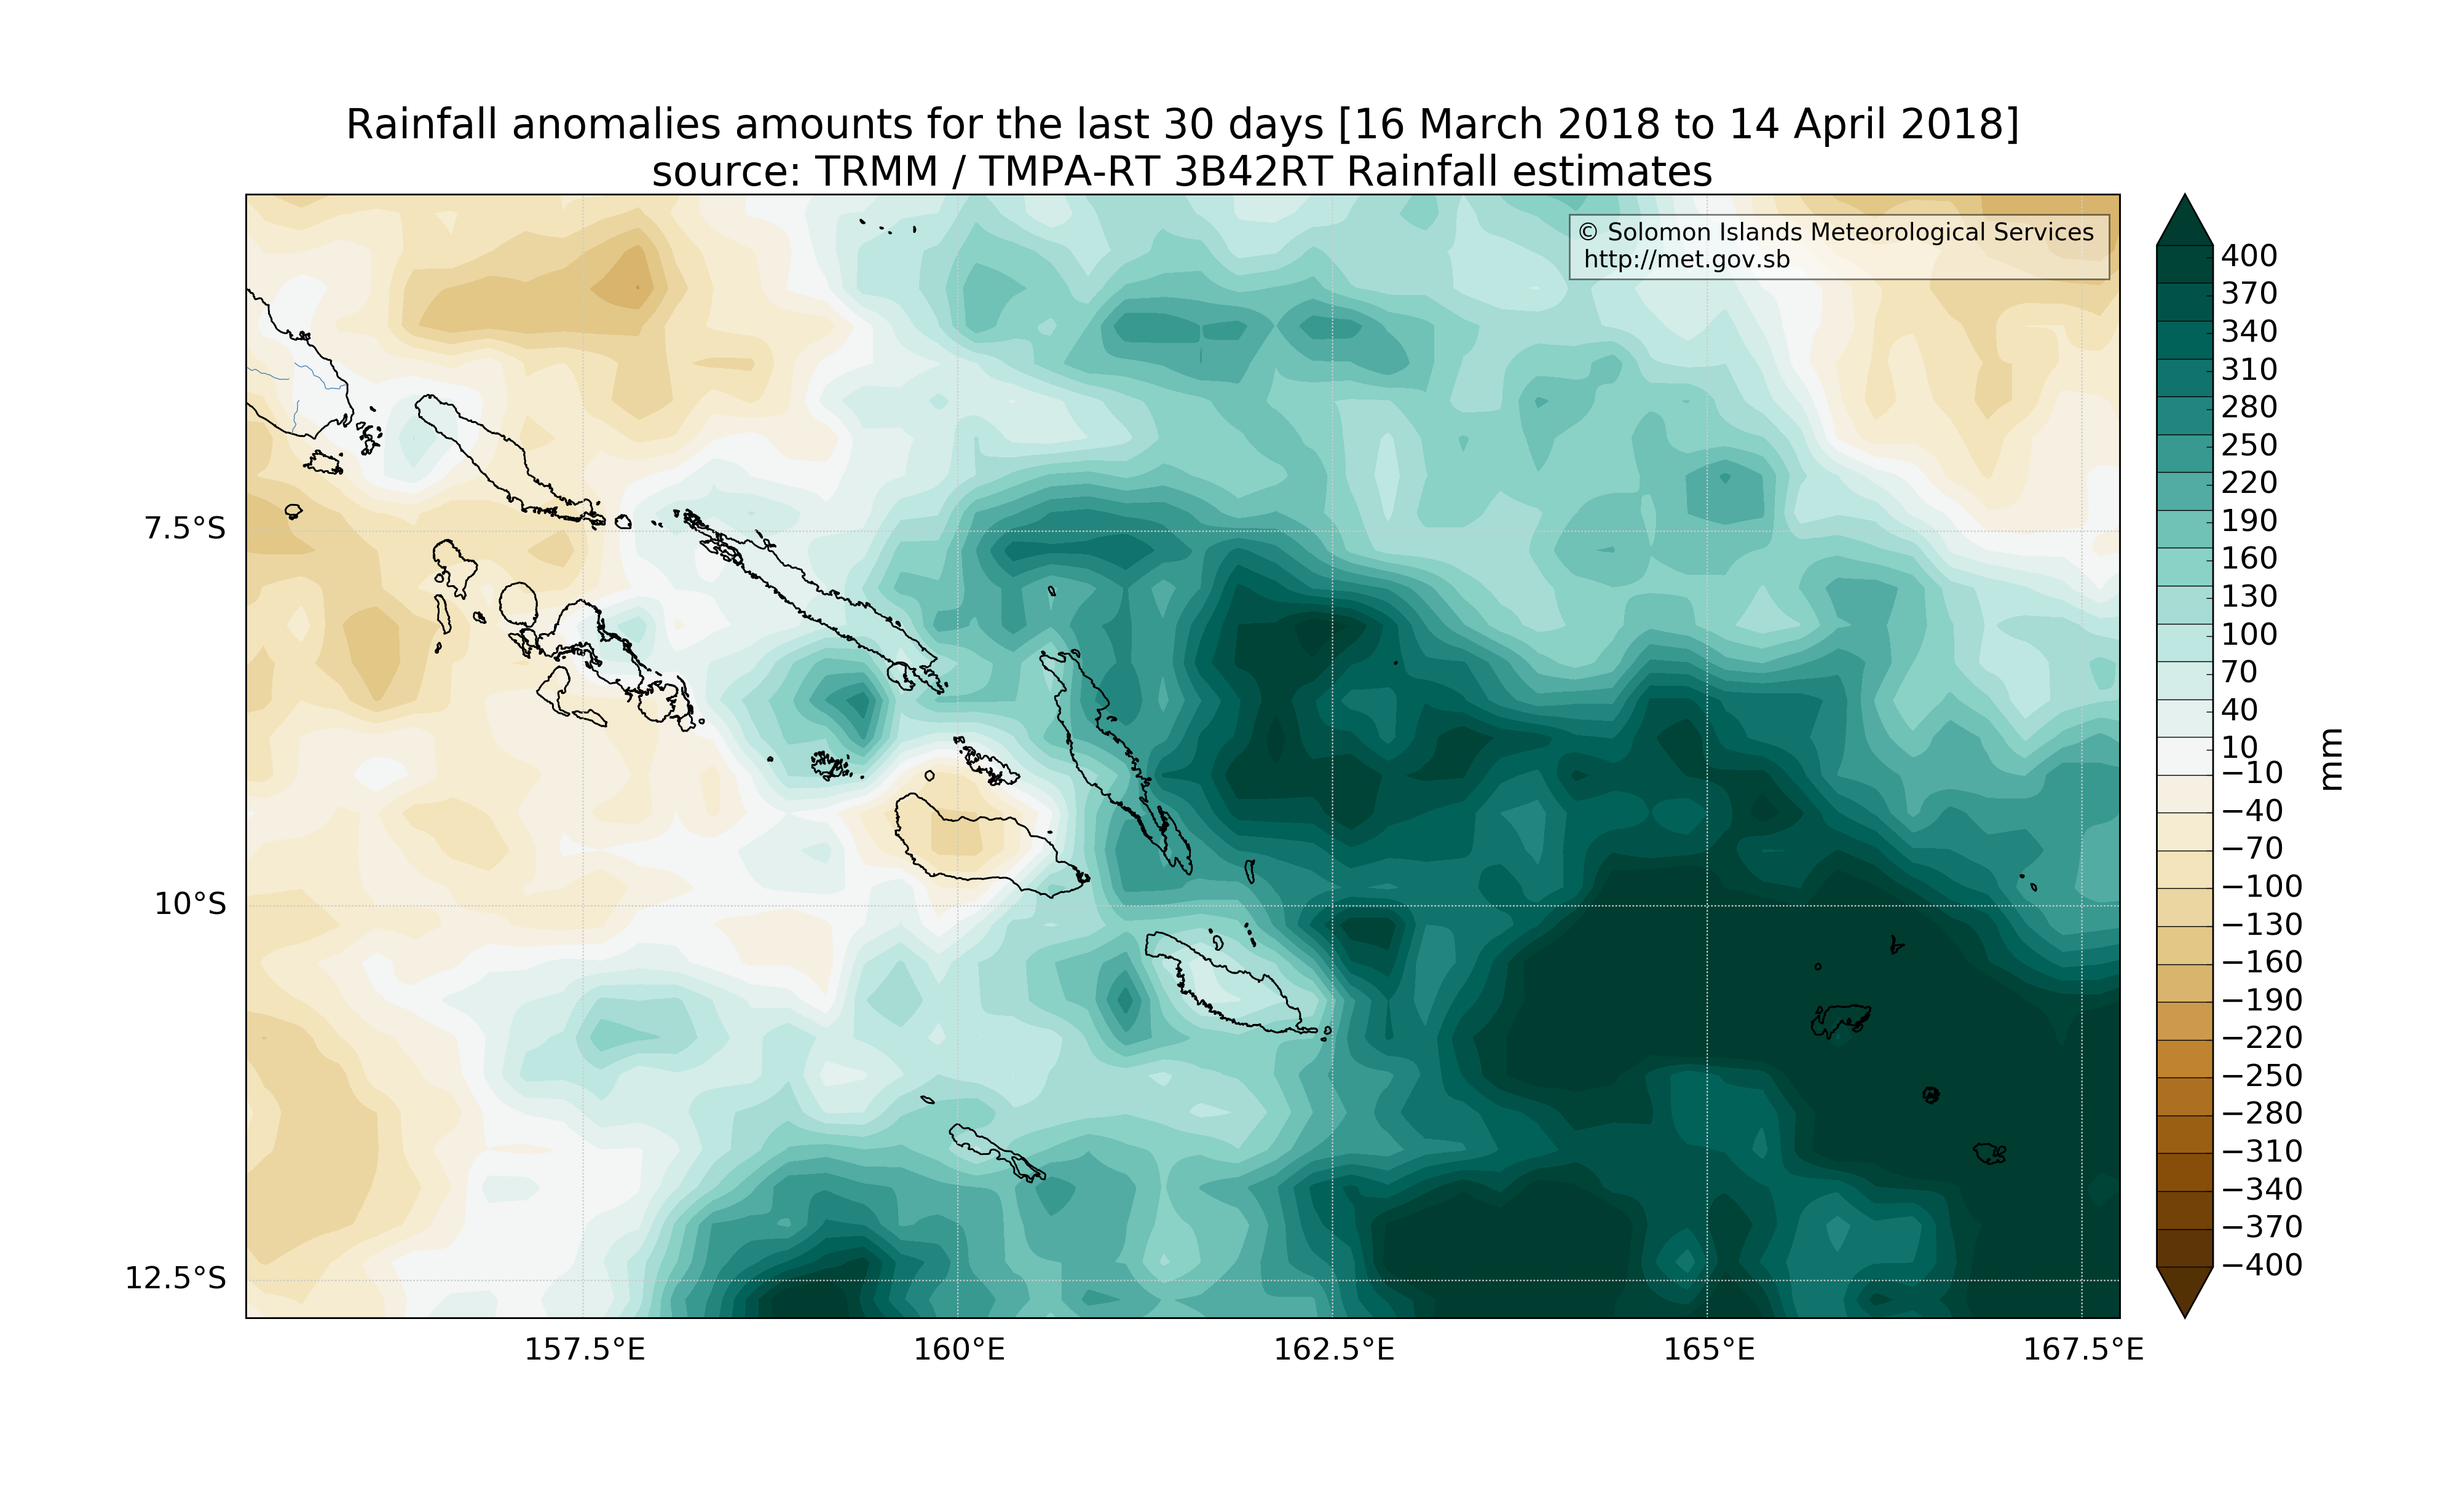 Rainfall anomalies amounts for the last 30 days [16 March 2018 to 14 April 2018]
source: TRMM / TMPA-RT 3B42RT Rainfall estimates
© Solomon Islands Meteorological Services
http://met.gov.sb
7.5°S
10°S
12.5°S
157.5°E
160°E
162.5°E
165°E
167.5°E
400
370
340
310
280
250
220
190
160
130
100
70
40
10
−10
−40
−70
−100
−130
−160
−190
−220
−250
−280
−310
−340
−370
−400
mm